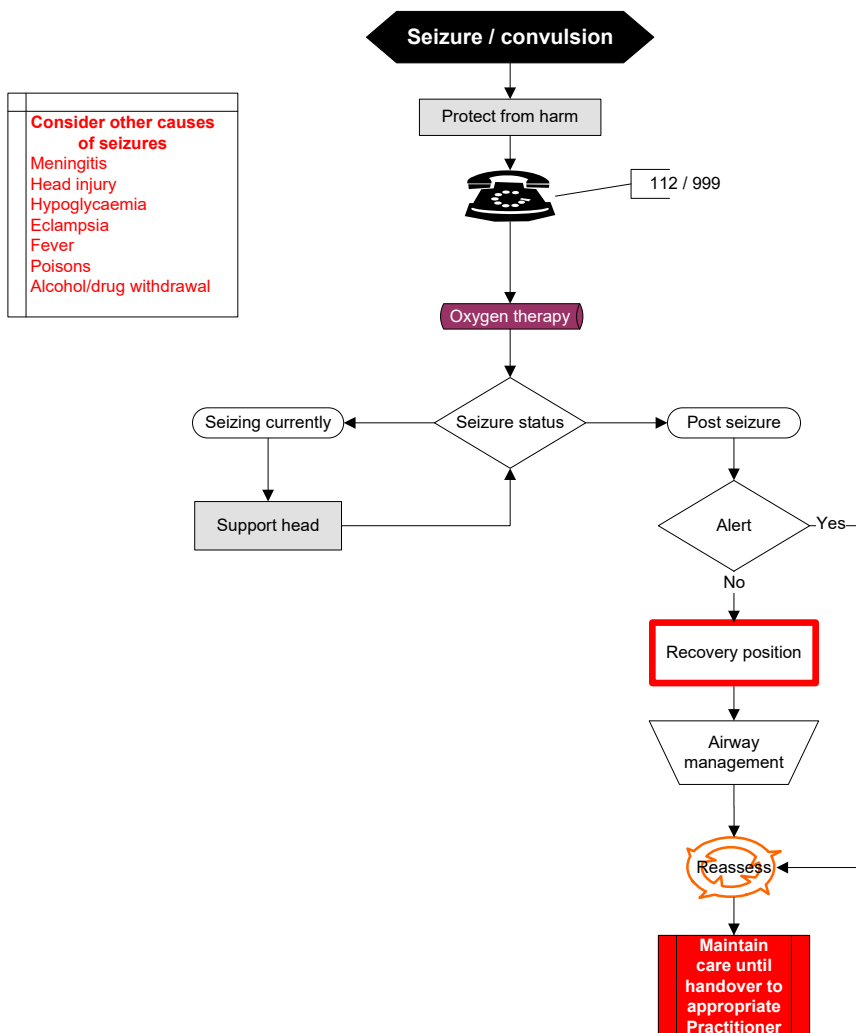 Seizure / convulsion
Consider other causes
of seizures
Meningitis
Head injury
Hypoglycaemia
Eclampsia
Fever
Poisons
Alcohol/drug withdrawal
Protect from harm
112 / 999
Oxygen therapy
Seizing currently
Seizure status
Post seizure
Support head
Alert
Yes
No
Recovery position
Airway
management
Reassess
Maintain
care until
handover to
appropriate
Practitioner